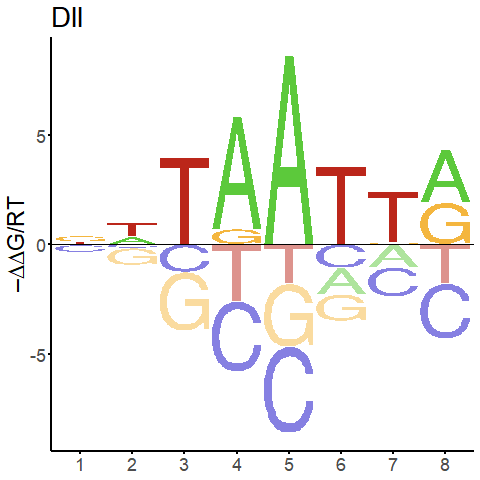 Dll
−ΔΔG/RT
5
0
-5
G T A A T T A
T A G G
C C T T C A T
G G C G A C C
C G
1 2 3 4 5 6 7 8